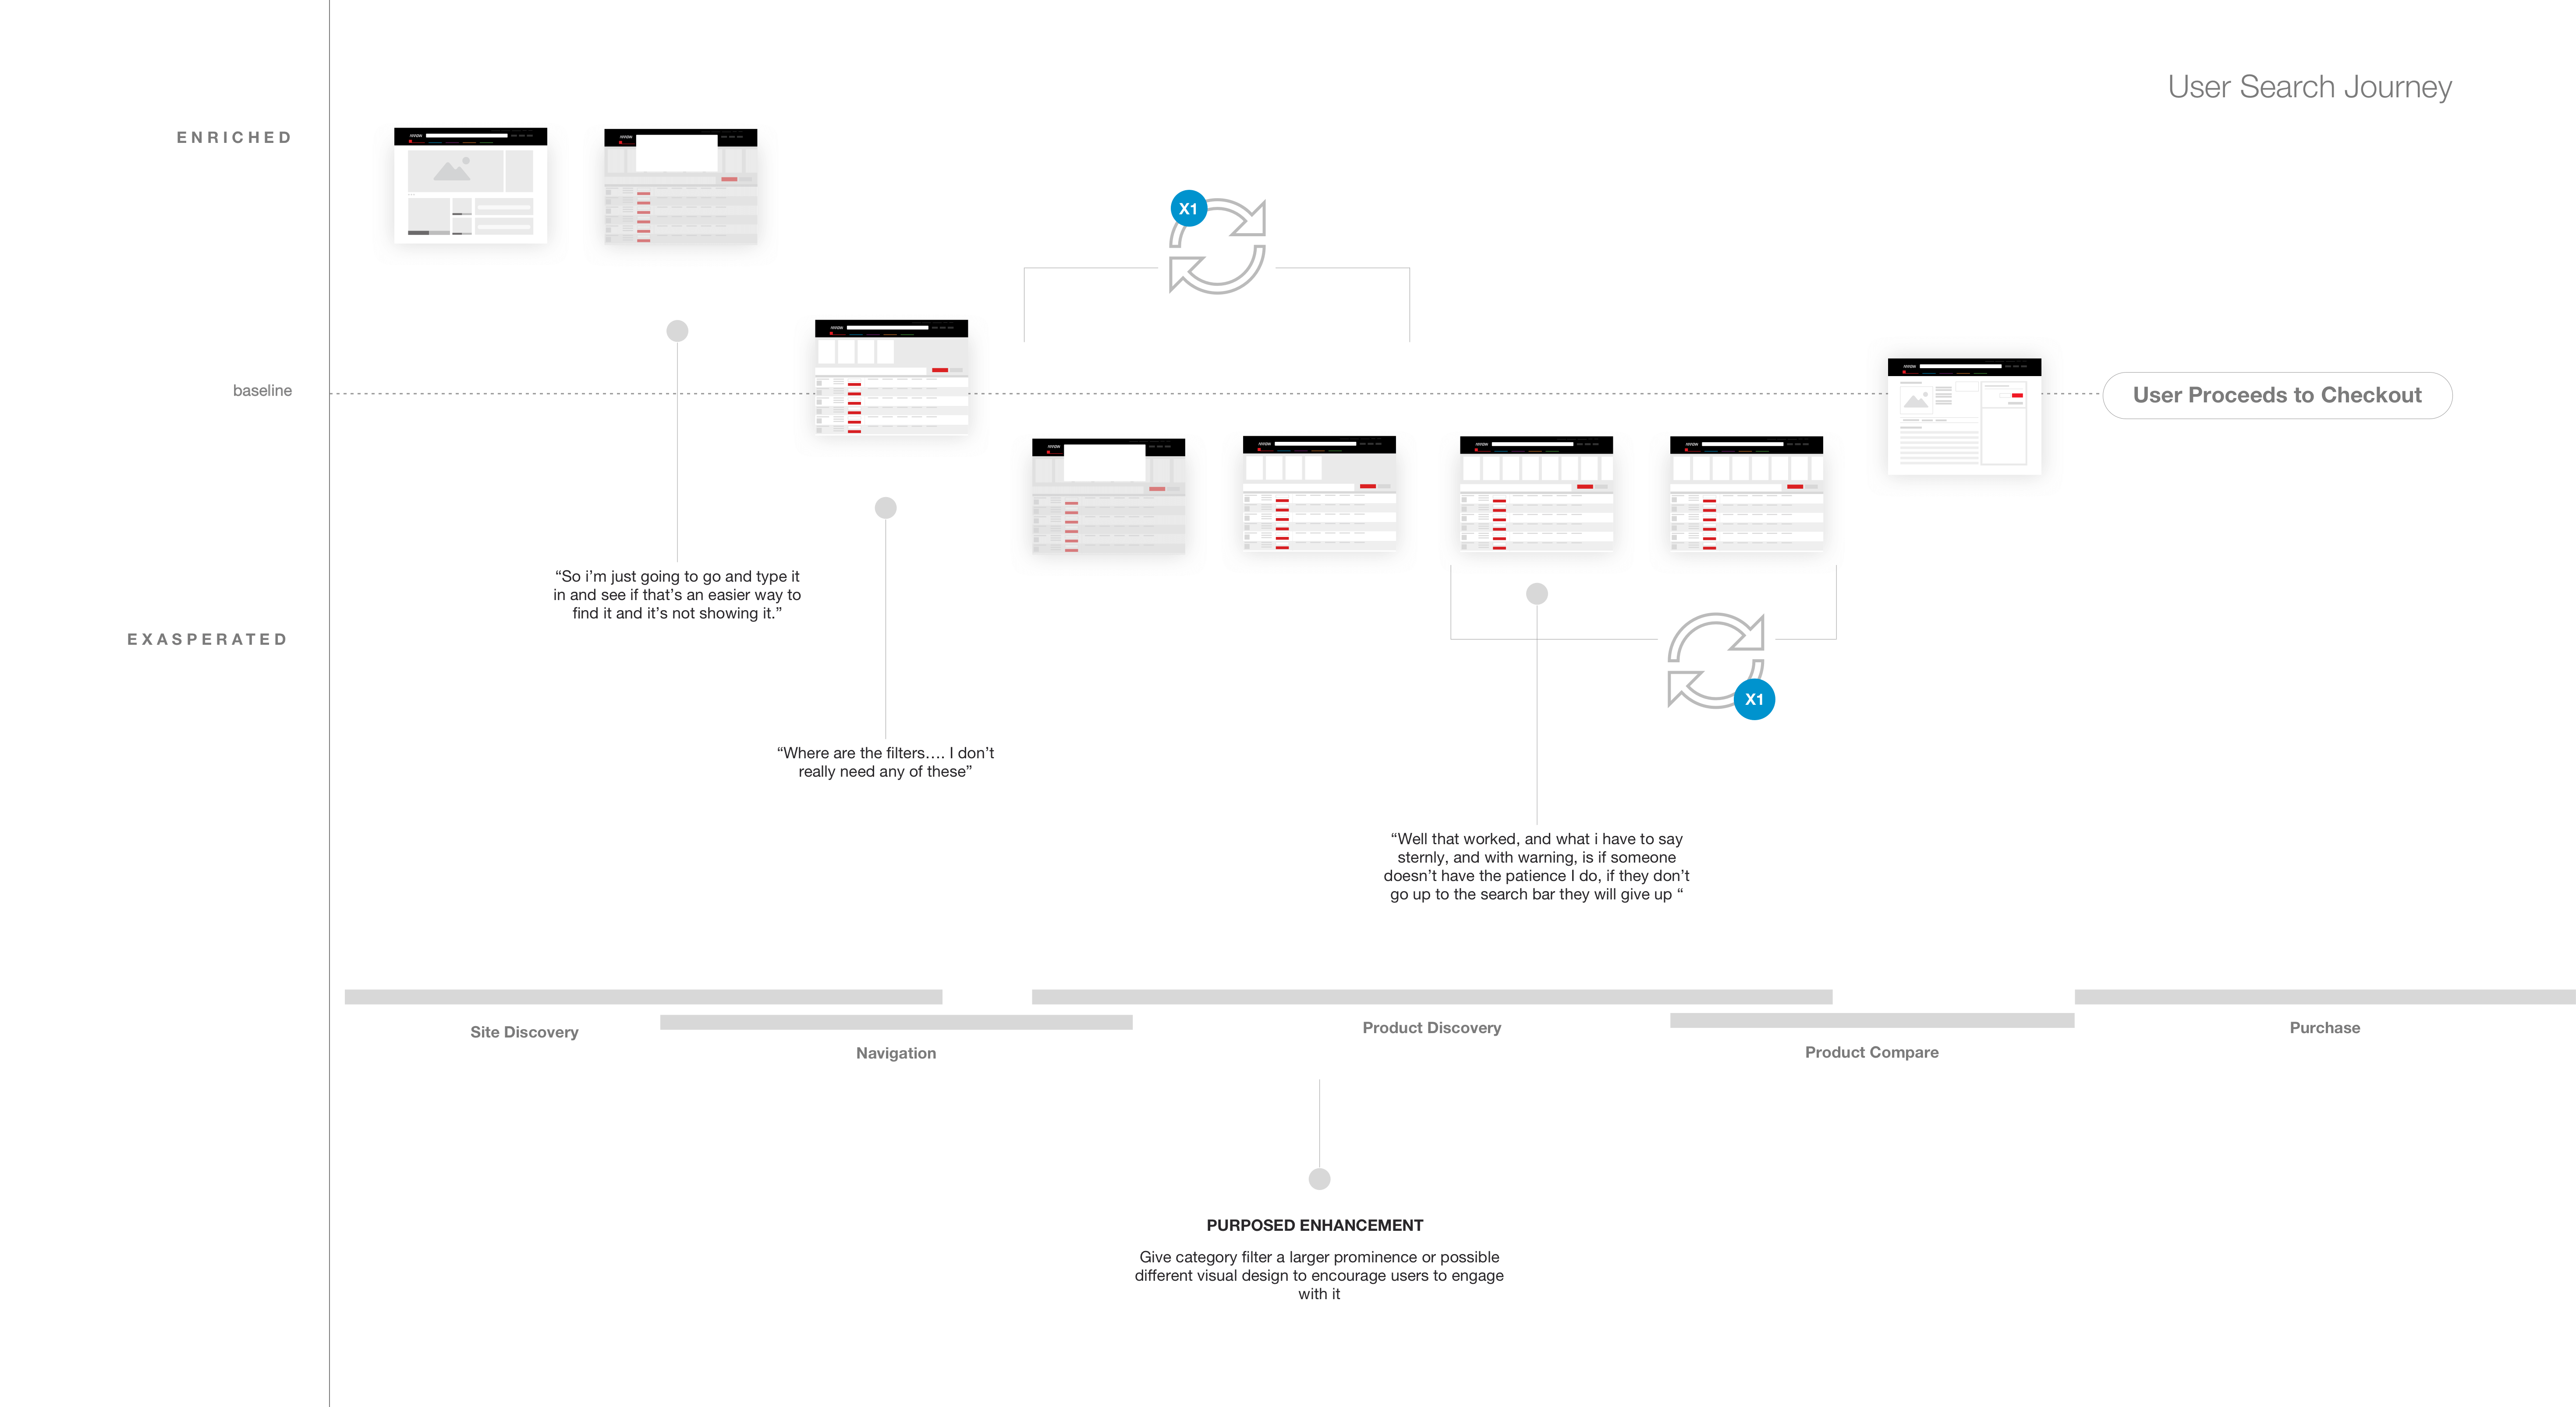 User Search Journey
ENRICHED
X1
baseline
User Proceeds to Checkout
“So i’m just going to go and type it
in and see if that’s an easier way to
find it and it’s not showing it.”
EXASPERATED
X1
“Where are the filters.... I don’t
really need any of these”
“Well that worked, and what i have to say
sternly, and with warning, is if someone
doesn’t have the patience I do, if they don’t
go up to the search bar they will give up “
Site Discovery
Navigation
Product Discovery
Product Compare
Purchase
PURPOSED ENHANCEMENT
Give category filter a larger prominence or possible
different visual design to encourage users to engage
with it